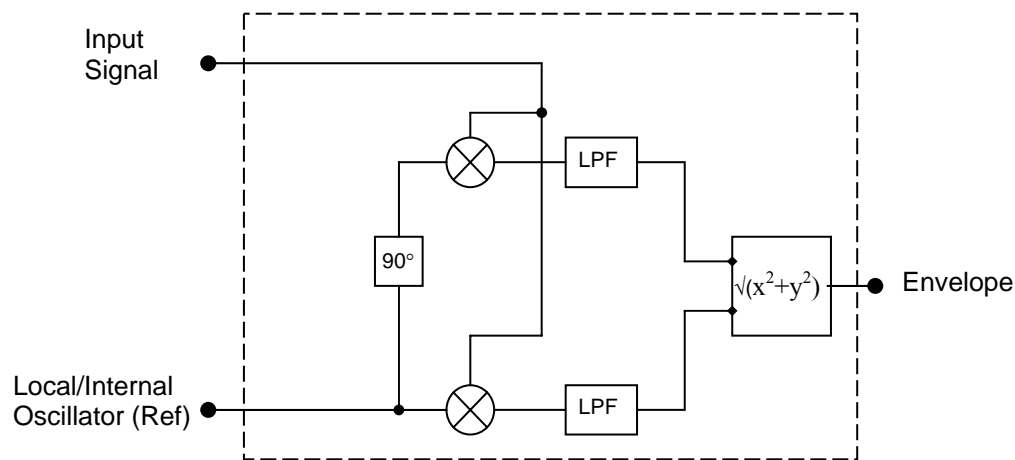 Input
Signal
LPF
90°
√(x²+y²)
Envelope
Local/Internal
Oscillator (Ref)
LPF